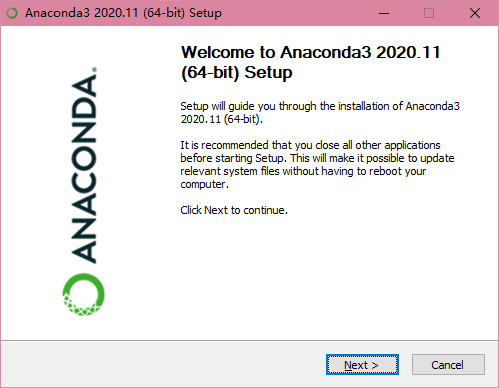 Anaconda3 2020.11 (64-bit) Setup
Welcome to Anaconda3 2020.11
(64-bit) Setup
Setup will guide you through the installation of Anaconda3
2020.11 (64-bit).
It is recommended that you close all other applications
before starting Setup. This will make it possible to update
relevant system files without having to reboot your
computer.
Click Next to continue.
ANACONDA.
Next >
Cancel